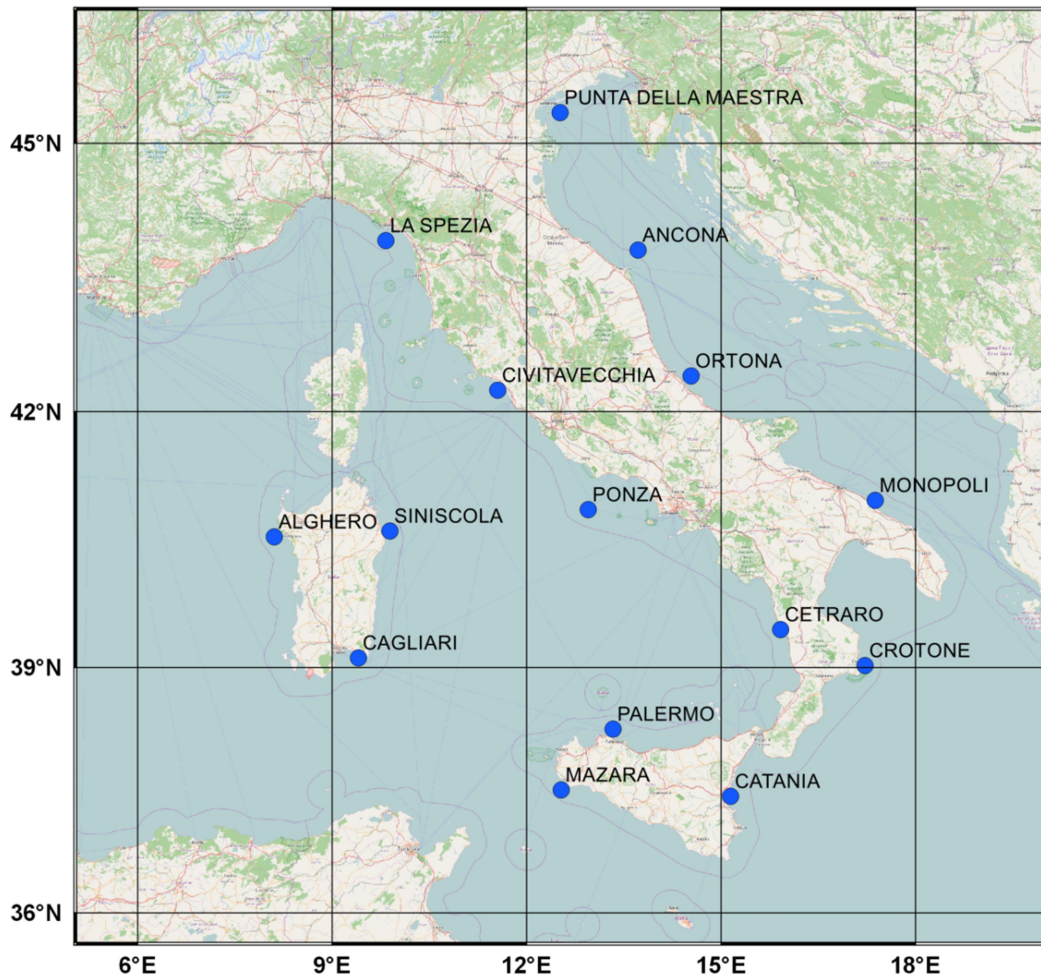 PUNTA DELLA MAESTRA
45°N
LA SPEZIA
ANCONA
ORTONA
CIVITAVECCHIA
42°N
MONOPOLI
PONZA
ALGHERO
SINISCOLA
CETRARO
CAGLIARI
CROTONE
39°N
PALERMO
MAZARA
CATANIA
36°N
6°E 9°E 12°E 15°E 18°E